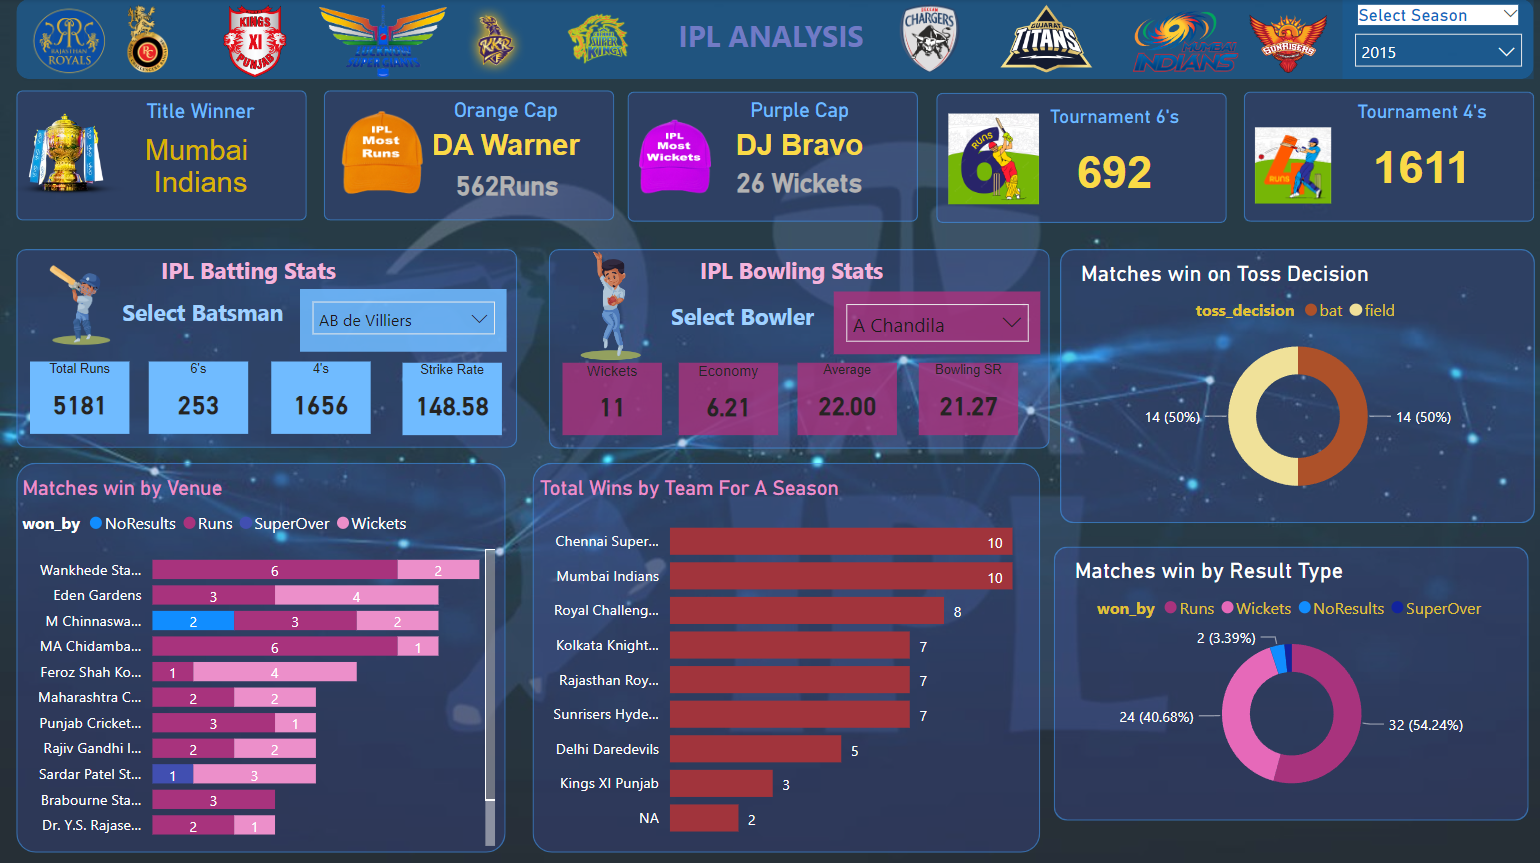 RAJASTHAN
ROYALS
KINGS
XI
PUNJAB
KKR
SUPER
KINGS
IPL ANALYSIS
CHARGERS
GUJARAT
TITANS
MUMBAI
INDIANS
SUNRISERS
Select Season
2015
Title Winner
Mumbai
Indians
IPL
Most
Runs
Orange Cap
DA Warner
562Runs
IPL
Most
Wickets
Purple Cap
DJ Bravo
26 Wickets
RUNS
6
Tournament 6's
692
4
RUNS
Tournament 4's
1611
IPL Batting Stats
Select Batsman
AB de Villiers
Total Runs
5181
6's
253
4's
1656
Strike Rate
148.58
IPL Bowling Stats
Select Bowler
A Chandila
Wickets
11
Economy
6.21
Average
22.00
Bowling SR
21.27
Matches win on Toss Decision
toss_decision bat field
14 (50%) 14 (50%)
Matches win by Venue
won_by NoResults Runs SuperOver Wickets
Wankhede Sta... 6 2
Eden Gardens 3 4
M Chinnaswa... 2 3 2
MA Chidamba... 6 1
Feroz Shah Ko... 1 4
Maharashtra C... 2 2
Punjab Cricket... 3 1
Rajiv Gandhi I... 2 2
Sardar Patel St... 1 3
Brabourne Sta... 3
Dr. Y.S. Rajase... 2 1
Total Wins by Team For A Season
Chennai Super... 10
Mumbai Indians 10
Royal Challeng... 8
Kolkata Knight... 7
Rajasthan Roy... 7
Sunrisers Hyde... 7
Delhi Daredevils 5
Kings XI Punjab 3
NA 2
Matches win by Result Type
won_by Runs Wickets NoResults SuperOver
2 (3.39%)
24 (40.68%)
32 (54.24%)
IPL